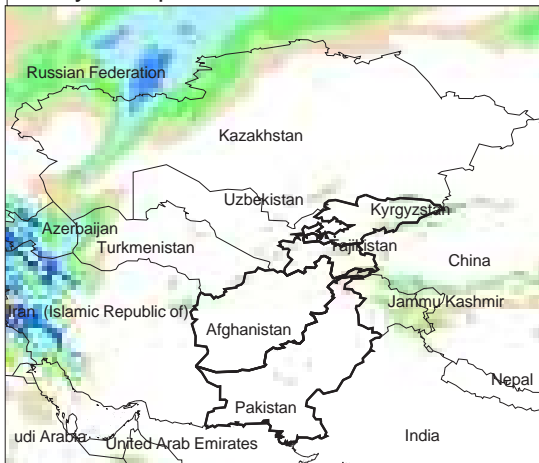 Russian Federation
Kazakhstan
Uzbekistan
Kyrgyzstan
Azerbaijan
Turkmenistan
Tajikistan
China
Jammu Kashmir
Iran (Islamic Republic of)
Afghanistan
Nepal
Pakistan
udi Arabia
United Arab Emirates
India